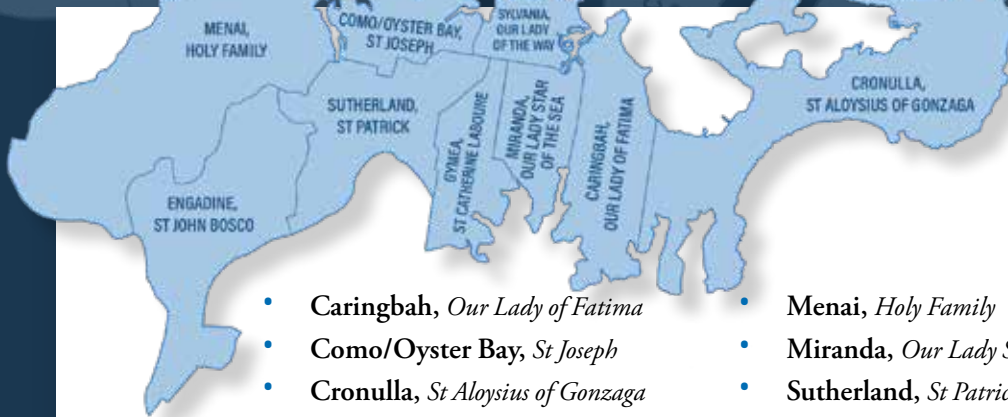 MENAI,
HOLY FAMILY
COMO/OYSTER BAY,
ST JOSEPH
SYLVANIA,
OUR LADY
OF THE WAY
SUTHERLAND,
ST PATRICK
GYMEA,
ST CATHERINE LABOURE
MIRANDA,
OUR LADY STAR
OF THE SEA
CARINGBAH,
OUR LADY OF FATIMA
CRONULLA,
ST ALOYSIUS OF GONZAGA
ENGADINE,
ST JOHN BOSCO
• Caringbah, Our Lady of Fatima
• Como/Oyster Bay, St Joseph
• Cronulla, St Aloysius of Gonzaga
• Menai, Holy Family
• Miranda, Our Lady S
• Sutherland, St Patric